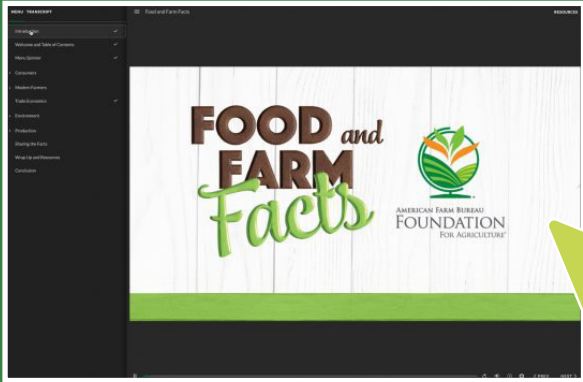 MENU TRANSCRIPT
Food and Farm Facts
RESOURCES
Introduction
Welcome and Table of Contents
Menu Opener
Consumers
Modern Farmers
Trade Economics
Environment
Production
Sharing the Facts
Wrap Up and Resources
Conclusion
FOOD and
FARM
Facts
AMERICAN FARM BUREAU
FOUNDATION
FOR AGRICULTURE®
< PREV
NEXT >